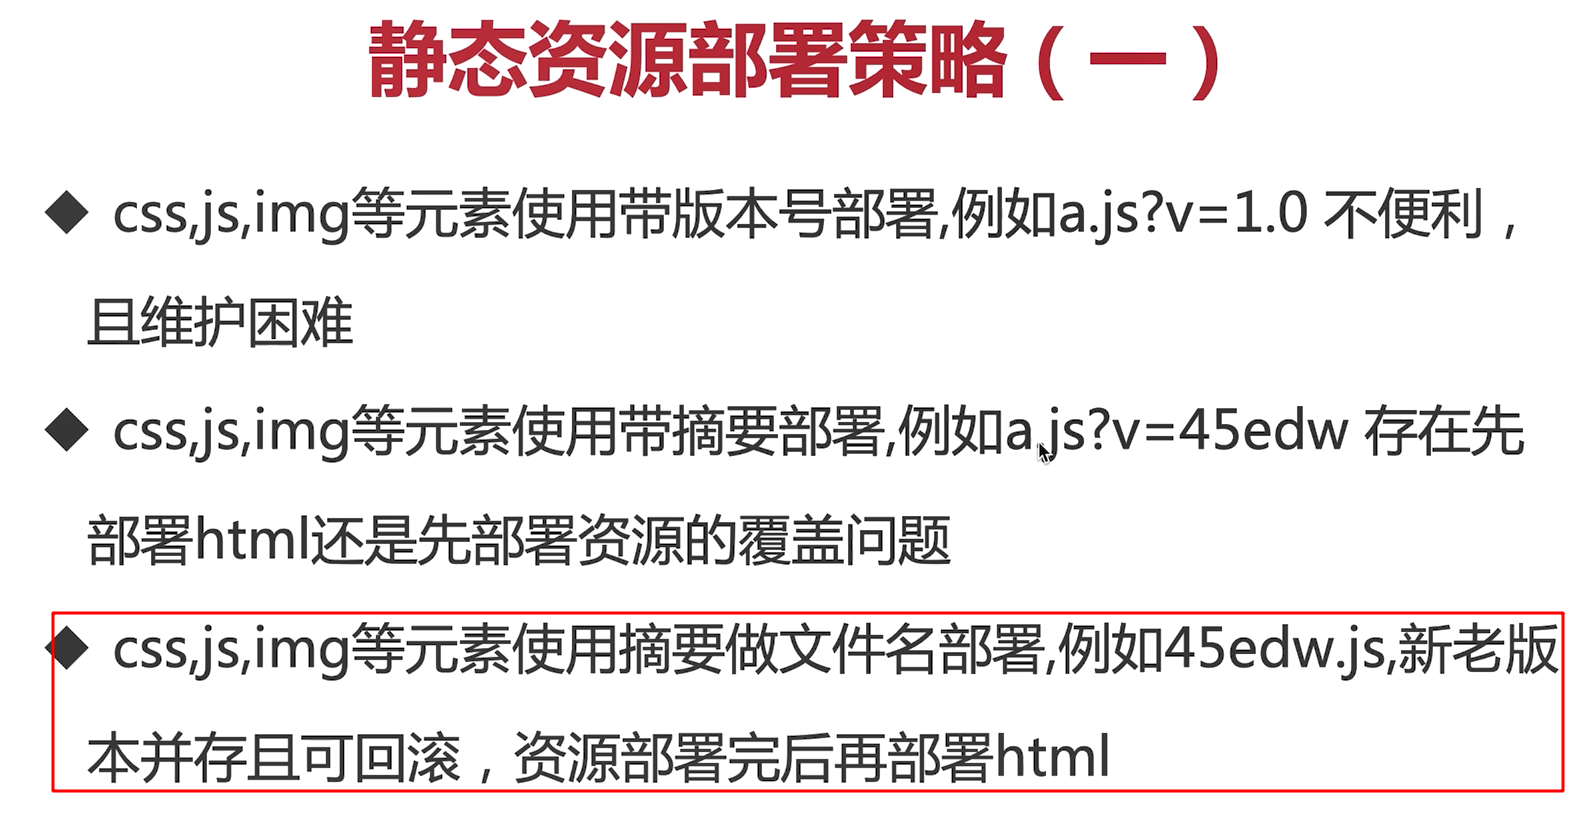 静态资源部署策略（一）
◆ css,js,img等元素使用带版本号部署,例如a.js?v=1.0 不便利，
且维护困难
◆ css,js,img等元素使用带摘要部署,例如a.js?v=45edw 存在先
部署html还是先部署资源的覆盖问题
◆ css,js,img等元素使用摘要做文件名部署,例如45edw.js,新老版
本并存且可回滚，资源部署完后再部署html